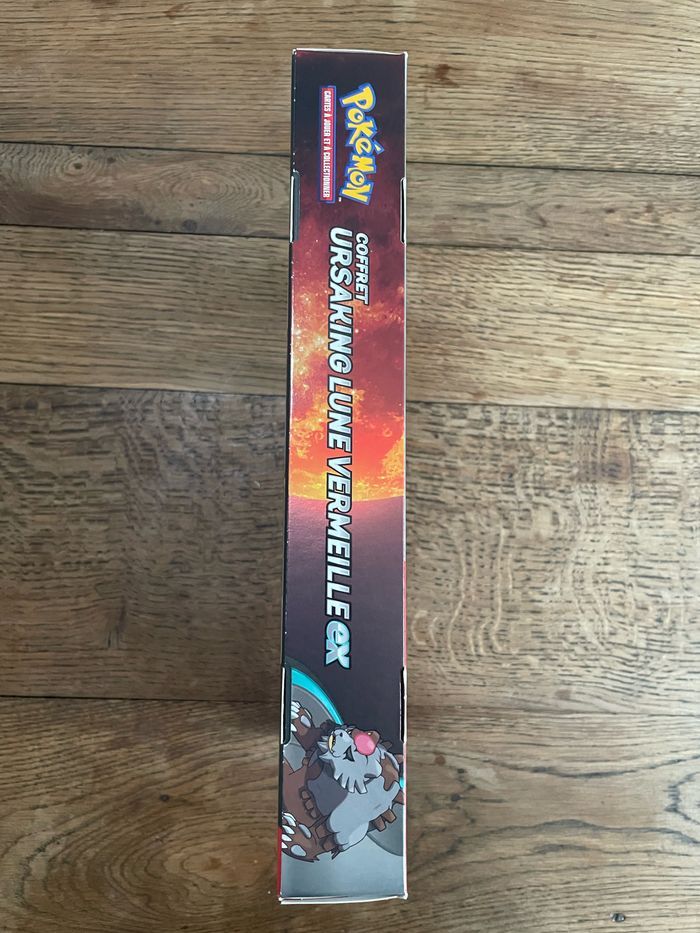 POKÉMON
CARTES À JOUER ET À COLLECTIONNER
COFFRET
URSAKING LUNE VERMEILLE ex